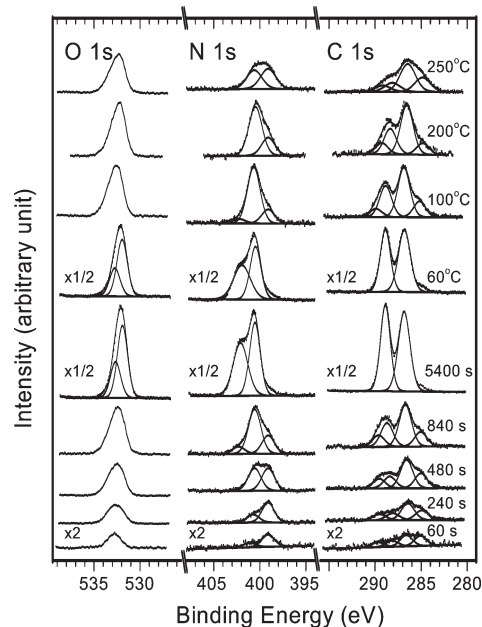 O 1s N 1s C 1s
250°C
200°C
100°C
x1/2 x1/2 x1/2 60°C
x1/2 x1/2 x1/2 5400 s
840 s
480 s
240 s
x2 x2 x2 60 s
535 530 405 400 395 290 285 280
Binding Energy (eV)
Intensity (arbitrary unit)